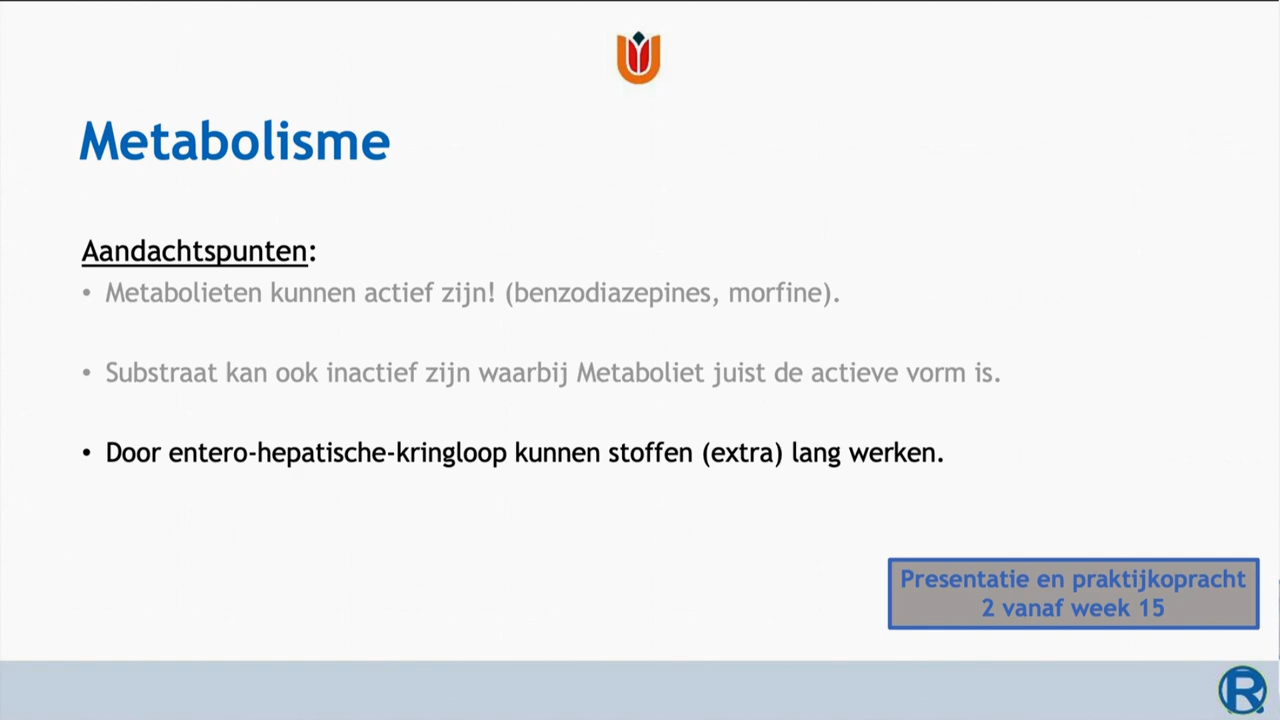 Metabolisme
Aandachtspunten:
• Metabolieten kunnen actief zijn! (benzodiazepines, morfine).
• Substraat kan ook inactief zijn waarbij Metaboliet juist de actieve vorm is.
• Door entero-hepatische-kringloop kunnen stoffen (extra) lang werken.
Presentatie en praktijkopracht
2 vanaf week 15
R